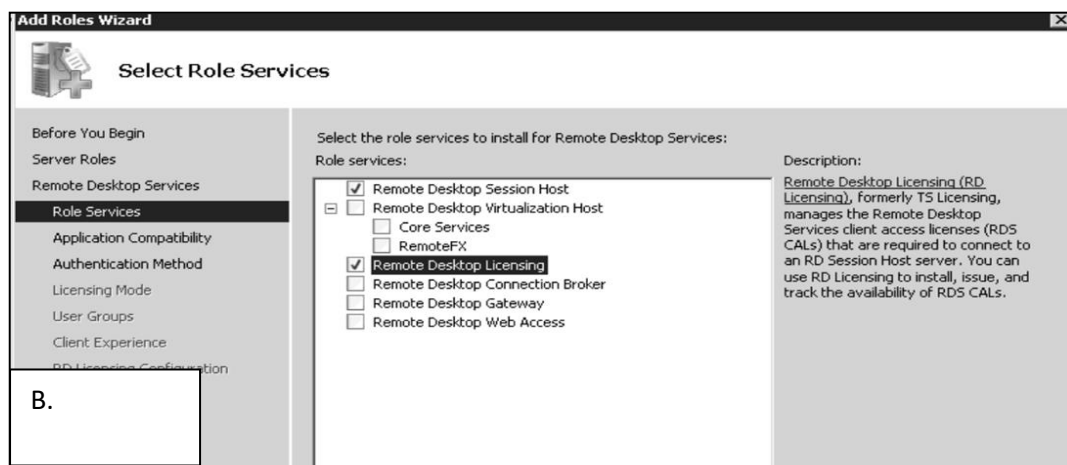 Add Roles Wizard
Select Role Services
Before You Begin
Server Roles
Remote Desktop Services
Role Services
Application Compatibility
Authentication Method
Licensing Mode
User Groups
Client Experience
RD Licensing Configuration
B.
Select the role services to install for Remote Desktop Services:
Role services:
Remote Desktop Session Host
Remote Desktop Virtualization Host
Core Services
RemoteFX
Remote Desktop Licensing
Remote Desktop Connection Broker
Remote Desktop Gateway
Remote Desktop Web Access
Description:
Remote Desktop Licensing (RD
Licensing), formerly TS Licensing,
manages the Remote Desktop
Services client access licenses (RDS
CALs) that are required to connect to
an RD Session Host server. You can
use RD Licensing to install, issue, and
track the availability of RDS CALs.